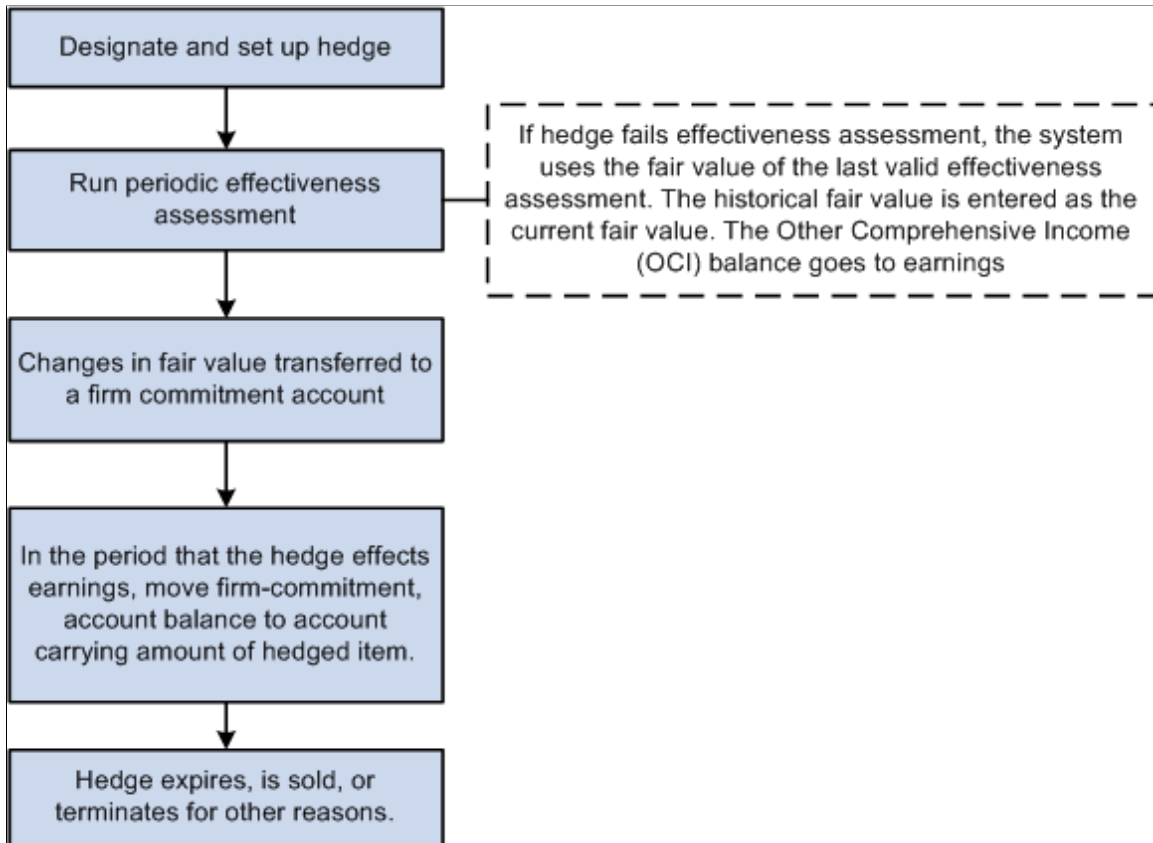 Designate and set up hedge
Run periodic effectiveness
assessment
If hedge fails effectiveness assessment, the system
uses the fair value of the last valid effectiveness
assessment. The historical fair value is entered as the
current fair value. The Other Comprehensive Income
(OCI) balance goes to earnings
Changes in fair value transferred to
a firm commitment account
In the period that the hedge effects
earnings, move firm-commitment,
account balance to account
carrying amount of hedged item.
Hedge expires, is sold, or
terminates for other reasons.